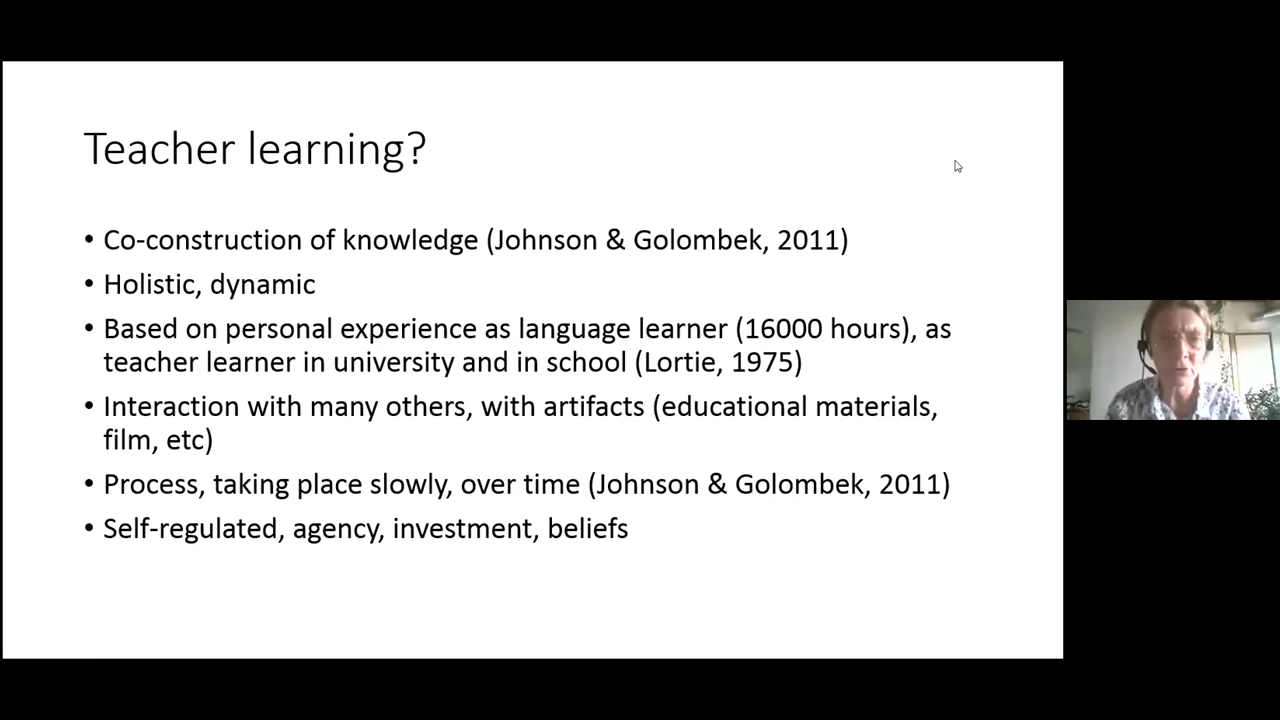 Teacher learning?
• Co-construction of knowledge (Johnson & Golombek, 2011)
• Holistic, dynamic
• Based on personal experience as language learner (16000 hours), as
teacher learner in university and in school (Lortie, 1975)
• Interaction with many others, with artifacts (educational materials,
film, etc)
• Process, taking place slowly, over time (Johnson & Golombek, 2011)
• Self-regulated, agency, investment, beliefs